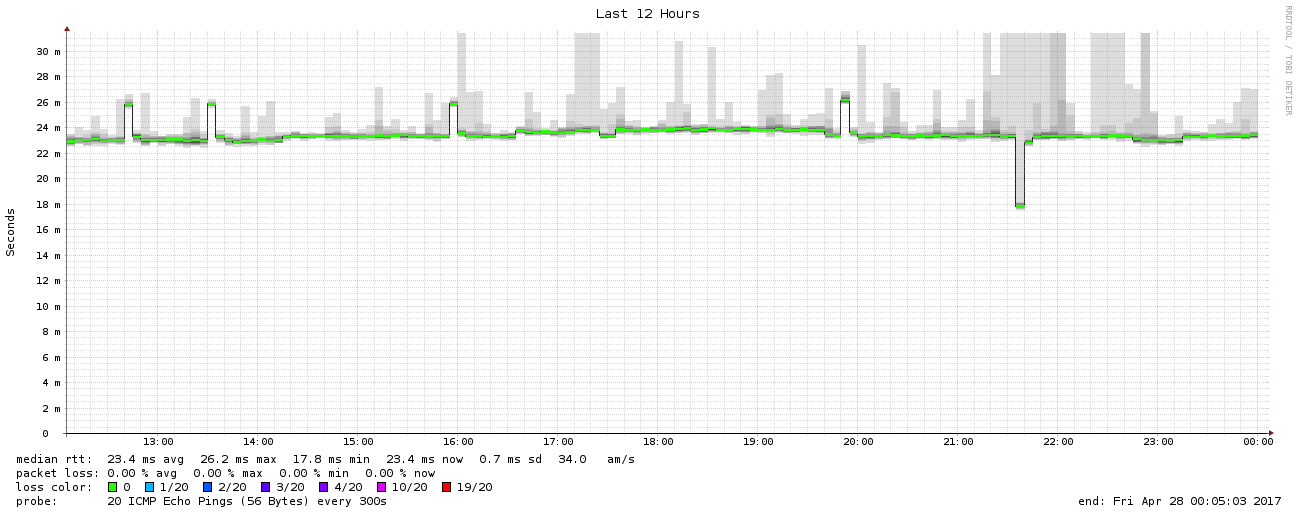 Last 12 Hours
RRDTOOL / TOBI OETIKER
Seconds
30 m
28 m
26 m
24 m
22 m
20 m
18 m
16 m
14 m
12 m
10 m
8 m
6 m
4 m
2 m
0
13:00 14:00 15:00 16:00 17:00 18:00 19:00 20:00 21:00 22:00 23:00 00:00
median rtt: 23.4 ms avg 26.2 ms max 17.8 ms min 23.4 ms now 0.7 ms sd 34.0 am/s
packet loss: 0.00 % avg 0.00 % max 0.00 % min 0.00 % now
loss color: 0 1/20 2/20 3/20 4/20 10/20 19/20
probe: 20 ICMP Echo Pings (56 Bytes) every 300s end: Fri Apr 28 00:05:03 2017